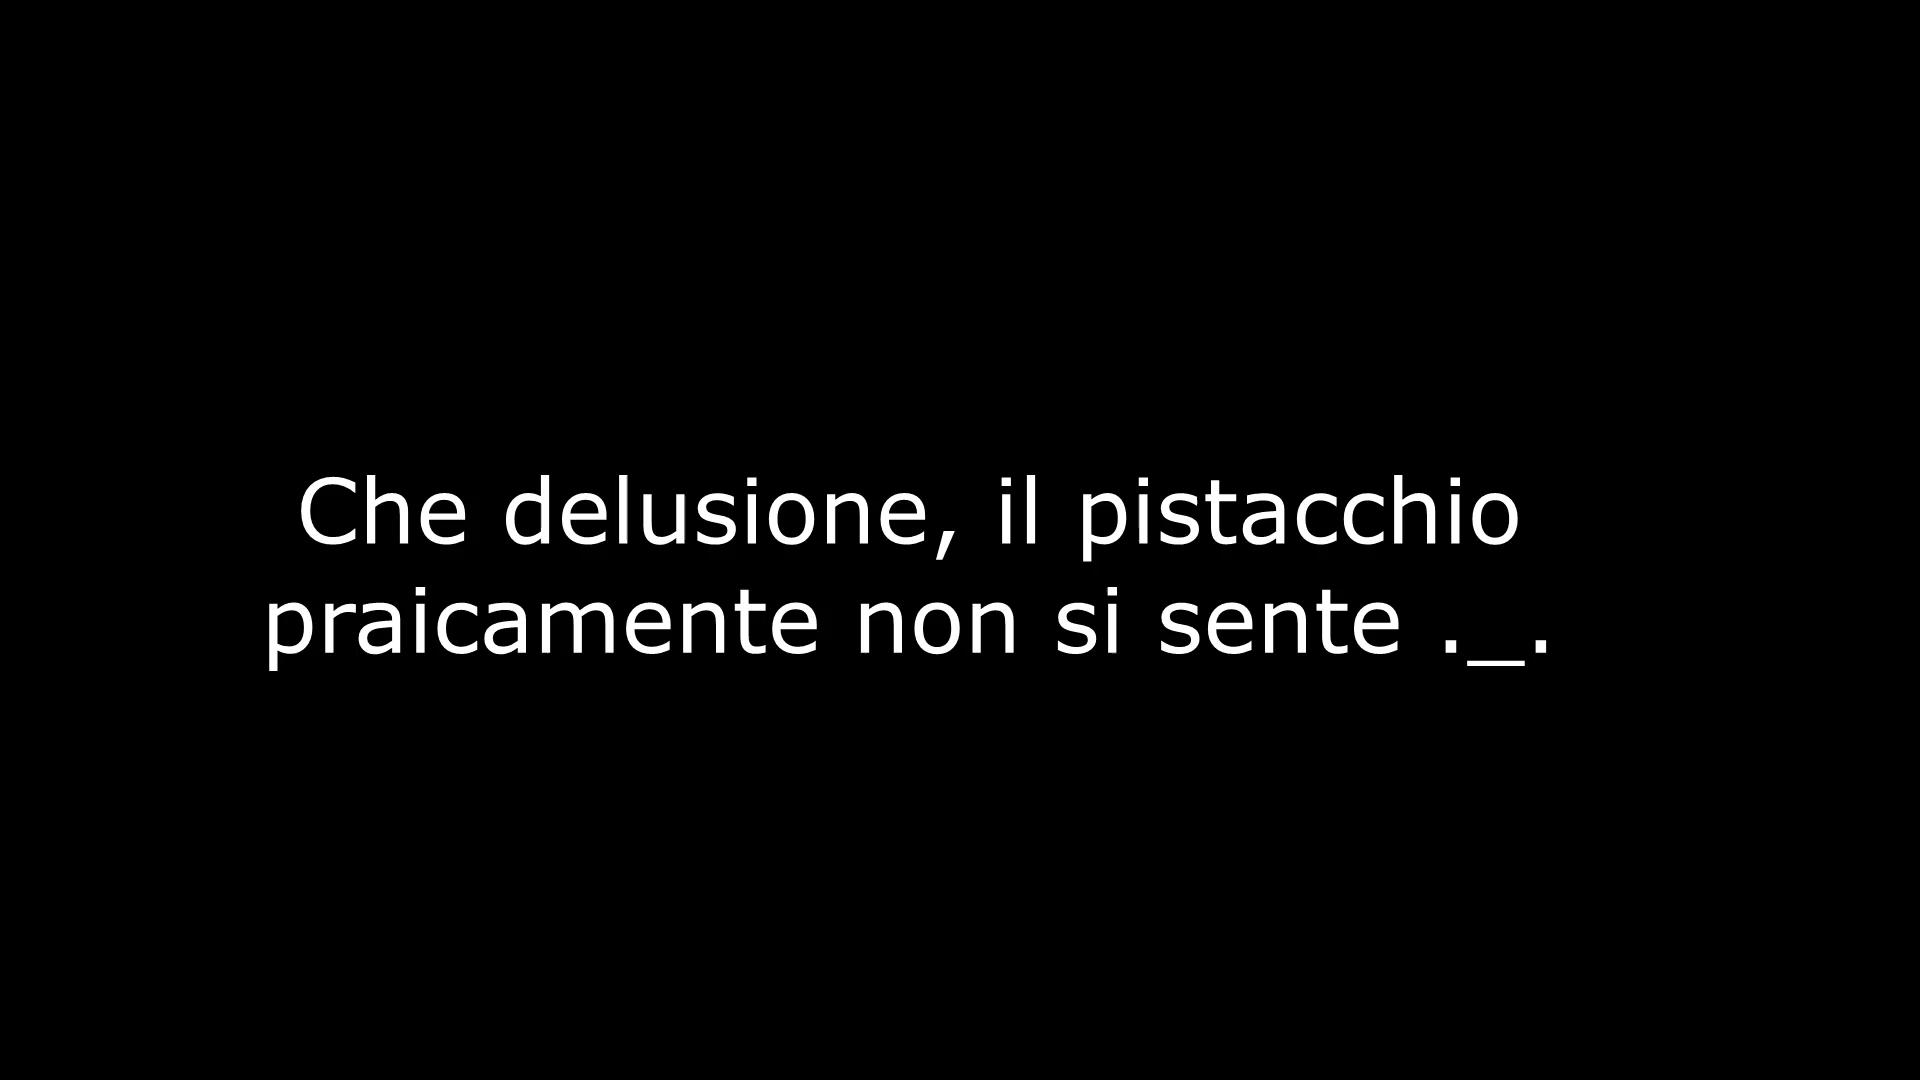 Che delusione, il pistacchio
praicamente non si sente ._.